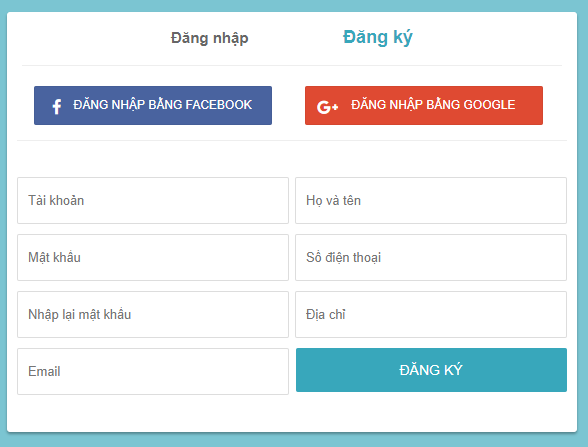 Đăng nhập
Đăng ký
ĐĂNG NHẬP BẰNG FACEBOOK
ĐĂNG NHẬP BẰNG GOOGLE
Tài khoản
Họ và tên
Mật khẩu
Số điện thoại
Nhập lại mật khẩu
Địa chỉ
Email
ĐĂNG KÝ